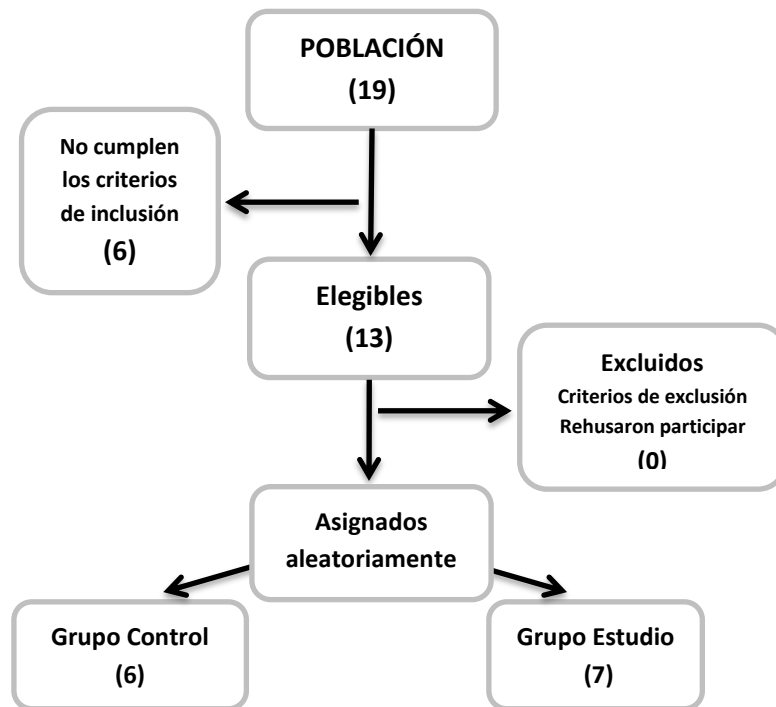 POBLACIÓN
(19)
No cumplen
los criterios
de inclusión
(6)
Elegibles
(13)
Excluidos
Criterios de exclusión
Rehusaron participar
(0)
Asignados
aleatoriamente
Grupo Control
(6)
Grupo Estudio
(7)